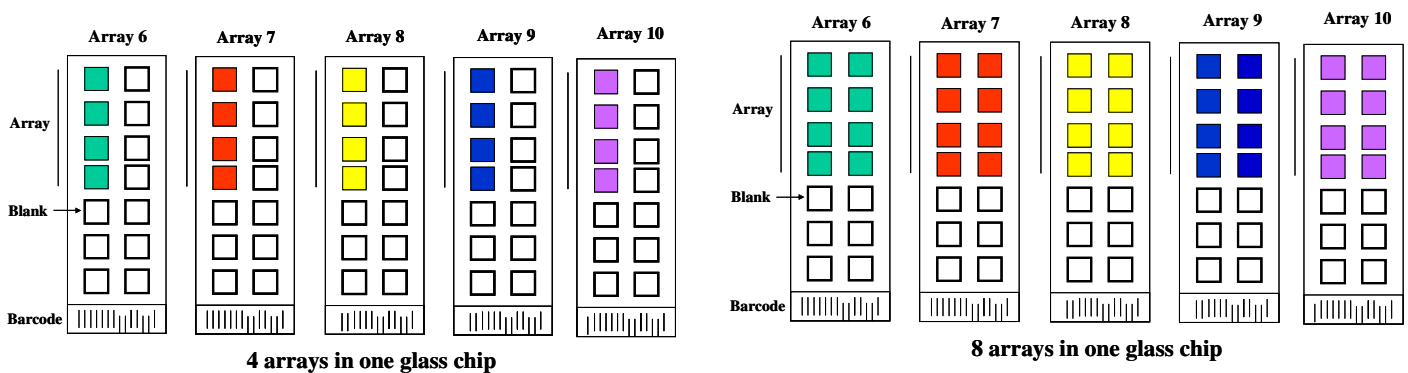 Array 6 Array 7 Array 8 Array 9 Array 10
Array
Blank
Barcode
4 arrays in one glass chip
Array 6 Array 7 Array 8 Array 9 Array 10
Array
Blank
Barcode
8 arrays in one glass chip